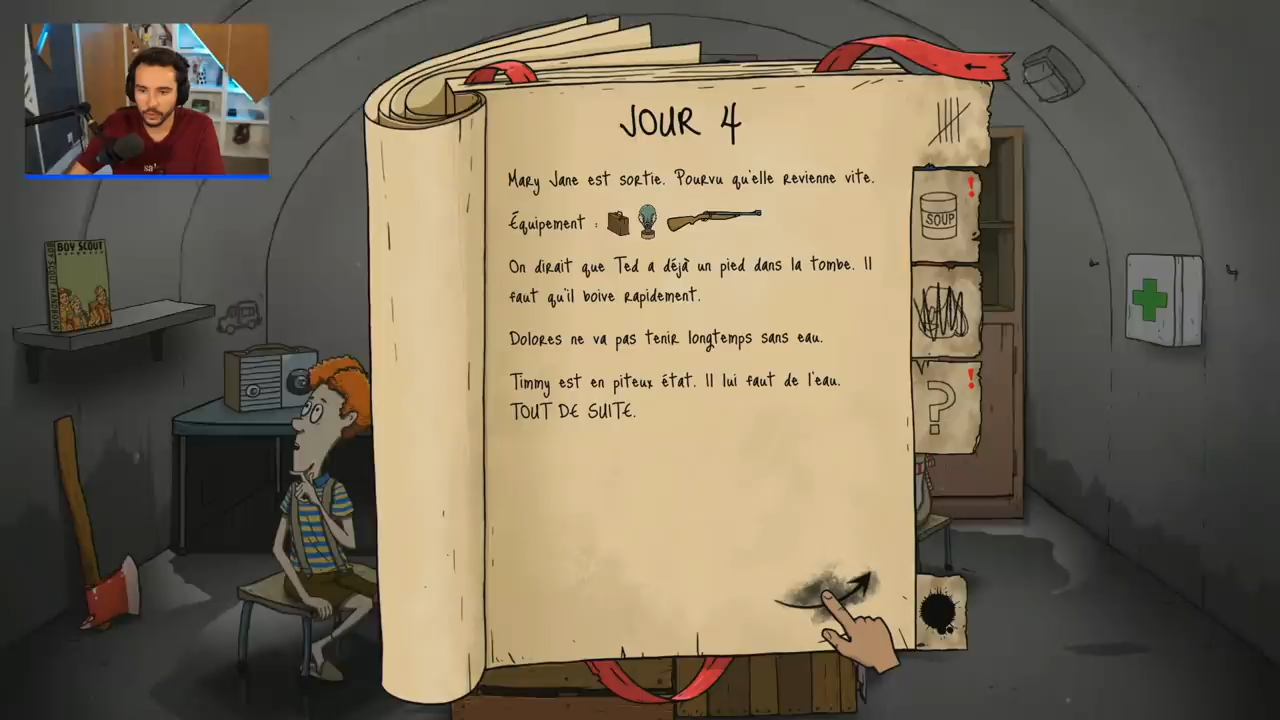 JOUR 4
Mary Jane est sortie. Pourvu qu'elle revienne vite.
Équipement :
On dirait que Ted a déjà un pied dans la tombe. Il
faut qu'il boive rapidement.
Dolores ne va pas tenir longtemps sans eau.
Timmy est en piteux état. Il lui faut de l'eau.
TOUT DE SUITE.
!
SOUP
!
?
BOY SCOUT